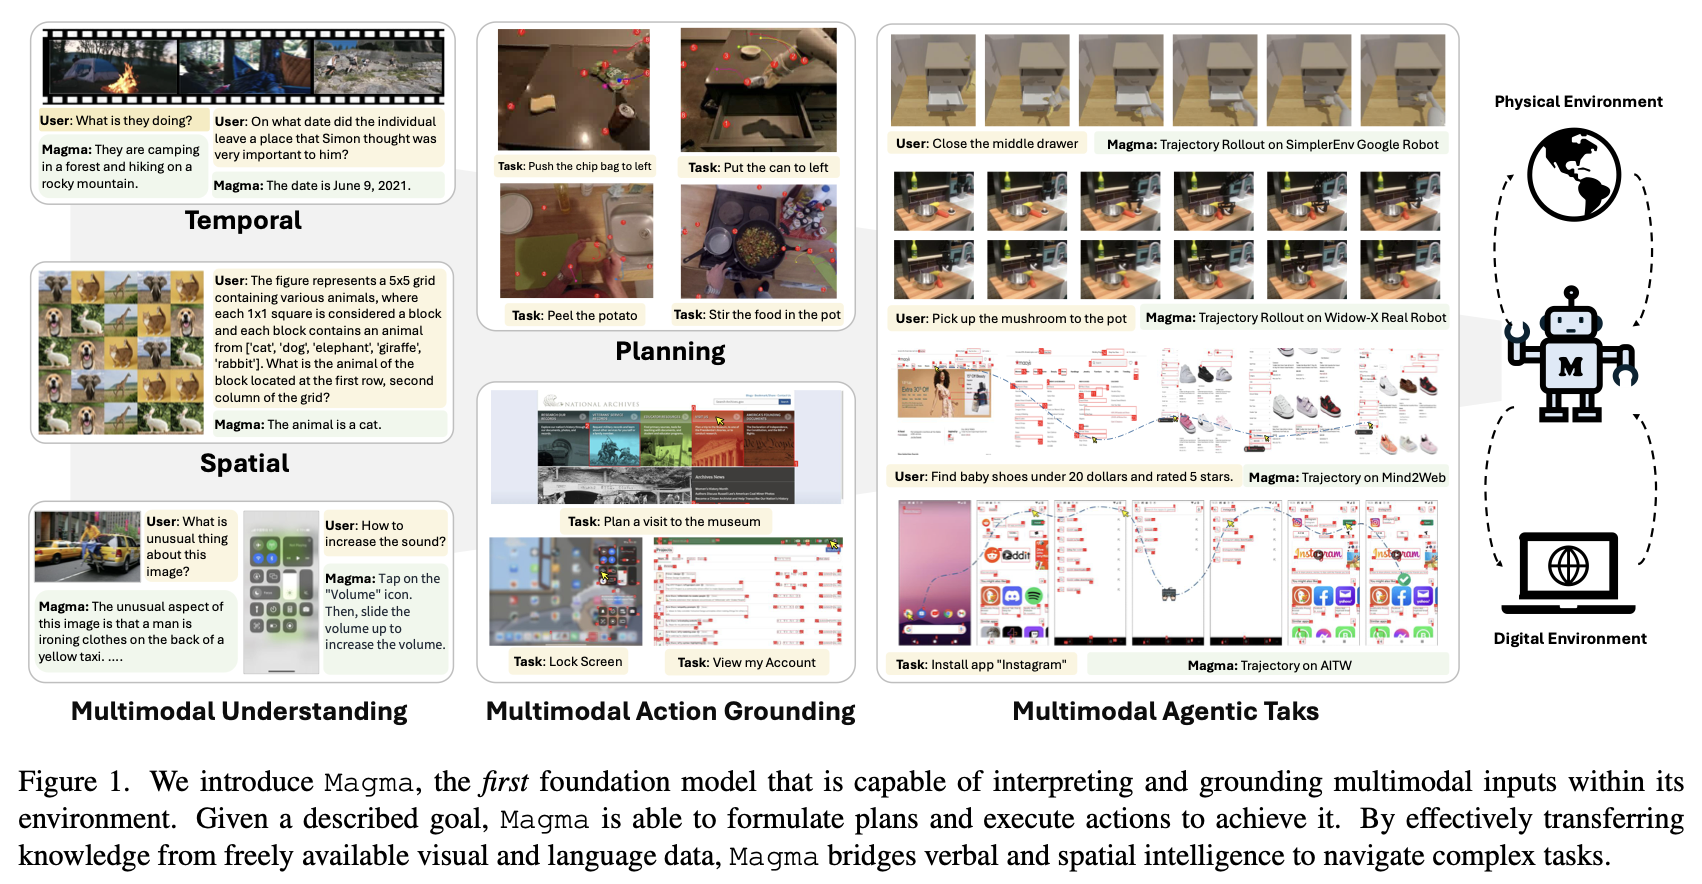 User: What are they doing?
Magma: They are camping
in a forest and hiking on a
rocky mountain.
User: On what date did the individual
leave a place that Simon thought was
very important to him?
Magma: The date is June 9, 2021.
Temporal
User: The figure represents a 5x5 grid
containing various animals, where
each 1x1 square is considered a block
and each block contains an animal
from ['cat', 'dog', 'elephant', 'giraffe',
'rabbit']. What is the animal of the
block located at the first row, second
column of the grid?
Magma: The animal is a cat.
Spatial
User: What is
unusual thing
about this
image?
Magma: The unusual aspect of
this image is that a man is
ironing clothes on the back of a
yellow taxi. ....
User: How to
increase the sound?
Magma: Tap on the
"Volume" icon.
Then, slide the
volume up to
increase the volume.
Multimodal Understanding
Task: Push the chip bag to left
Task: Put the can to left
Task: Peel the potato
Task: Stir the food in the pot
Planning
NATIONAL ARCHIVES
Archives News
Task: Plan a visit to the museum
Task: Lock Screen
Task: View my Account
Multimodal Action Grounding
User: Close the middle drawer
Magma: Trajectory Rollout on SimplerEnv Google Robot
User: Pick up the mushroom to the pot
Magma: Trajectory Rollout on Widow-X Real Robot
User: Find baby shoes under 20 dollars and rated 5 stars.
Magma: Trajectory on Mind2Web
Task: Install app "Instagram"
Magma: Trajectory on AITW
Multimodal Agentic Taks
Physical Environment
M
Digital Environment
Figure 1. We introduce Magma, the first foundation model that is capable of interpreting and grounding multimodal inputs within its
environment. Given a described goal, Magma is able to formulate plans and execute actions to achieve it. By effectively transferring
knowledge from freely available visual and language data, Magma bridges verbal and spatial intelligence to navigate complex tasks.